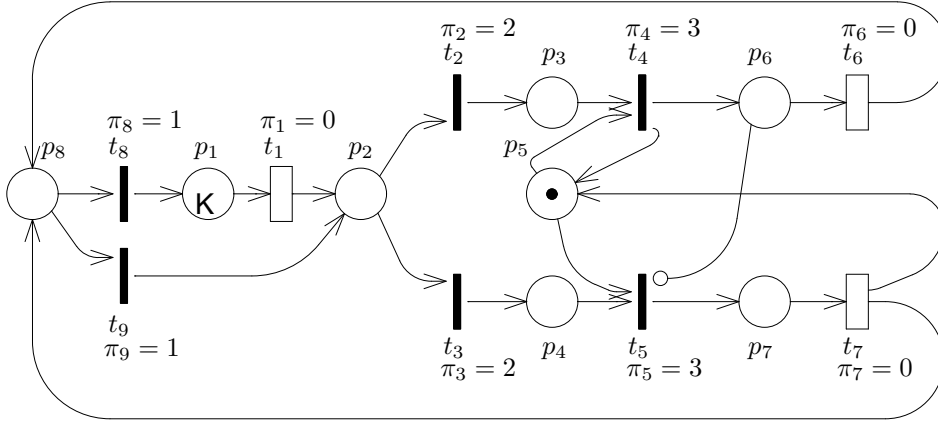 π₂ = 2
t₂
p₃
π₄ = 3
t₄
p₆
π₆ = 0
t₆
p₈
π₈ = 1
t₈
p₁
K
π₁ = 0
t₁
p₂
p₅
t₉
π₉ = 1
t₃
π₃ = 2
p₄
t₅
π₅ = 3
p₇
t₇
π₇ = 0